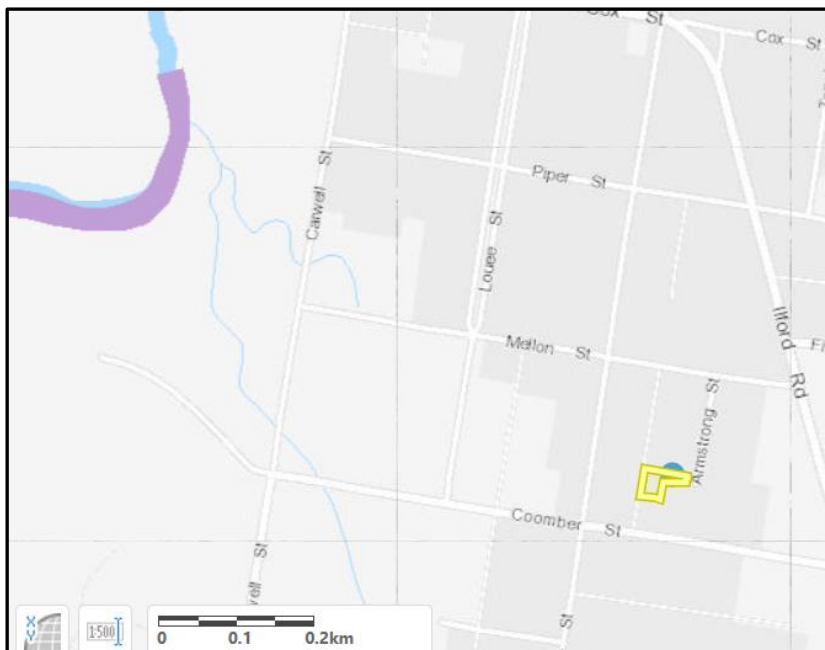 Cox St
Cox St
Piper St
Carwell St
Louee St
Ilford Rd
Mellon St
Armstrong St
Coomber St
St
St
1:500
0 0.1 0.2km
X
Y